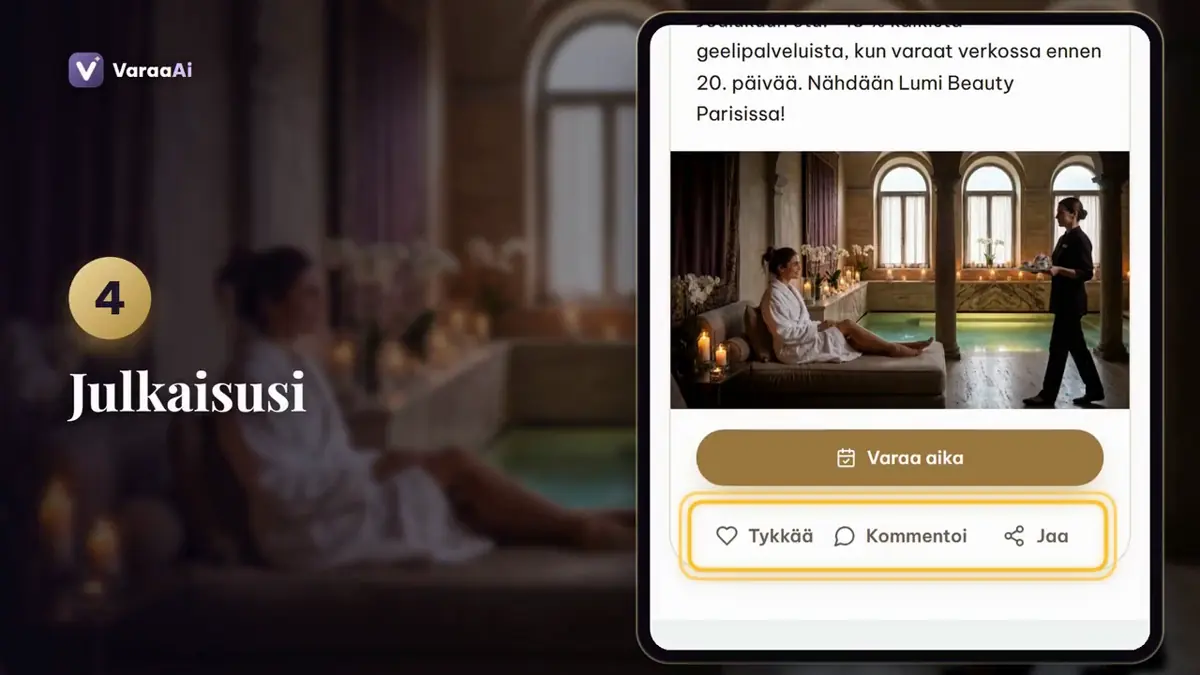 VaraaAi
4
Julkaisusi
geelipalveluista, kun varaat verkossa ennen
20. päivää. Nähdään Lumi Beauty
Parisissa!
Varaa aika
Tykkää
Kommentoi
Jaa